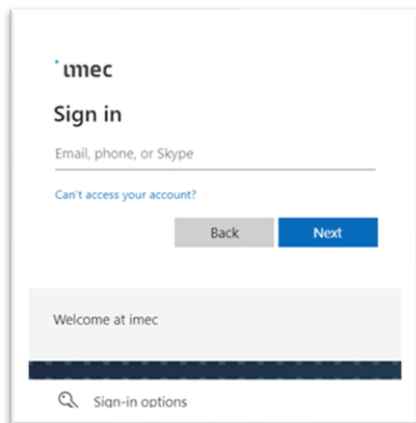 imec
Sign in
Email, phone, or Skype
Can't access your account?
Back Next
Welcome at imec
Sign-in options